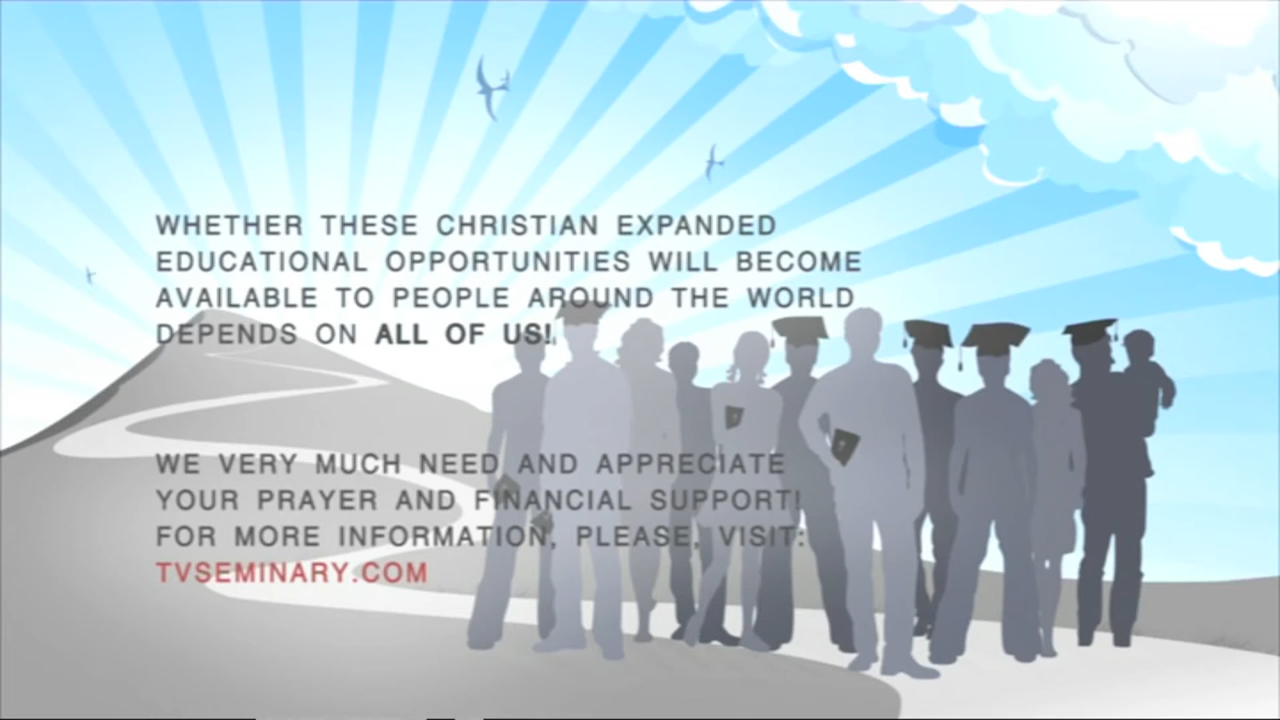 WHETHER THESE CHRISTIAN EXPANDED
EDUCATIONAL OPPORTUNITIES WILL BECOME
AVAILABLE TO PEOPLE AROUND THE WORLD
DEPENDS ON ALL OF US!
WE VERY MUCH NEED AND APPRECIATE
YOUR PRAYER AND FINANCIAL SUPPORT!
FOR MORE INFORMATION, PLEASE, VISIT:
TVSEMINARY.COM